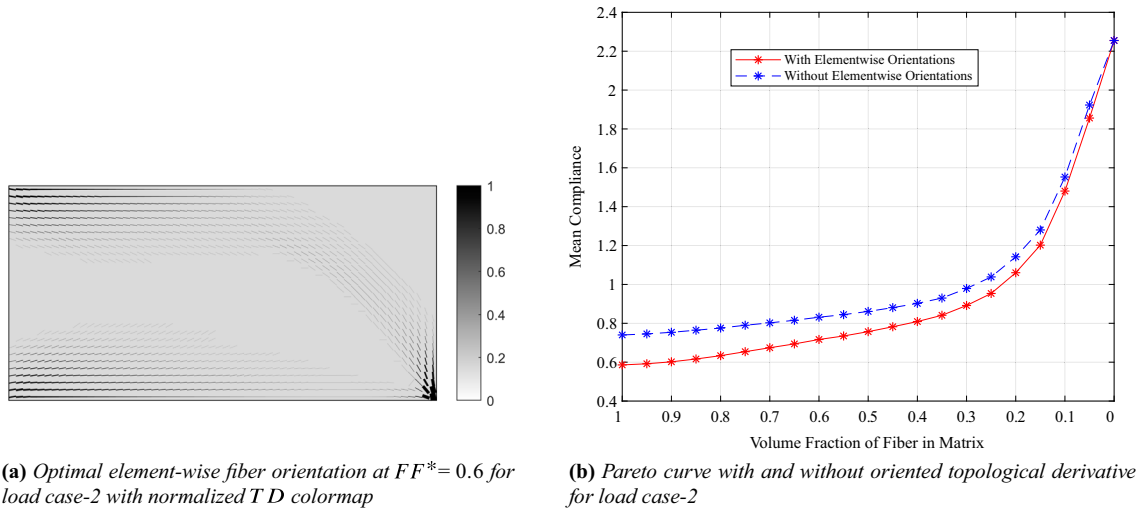 1
0.8
0.6
0.4
0.2
0
(a) Optimal element-wise fiber orientation at FF*= 0.6 for
load case-2 with normalized TD colormap
2.4
2.2
2
1.8
1.6
1.4
1.2
1
0.8
0.6
0.4
Mean Compliance
With Elementwise Orientations
Without Elementwise Orientations
1 0.9 0.8 0.7 0.6 0.5 0.4 0.3 0.2 0.1 0
Volume Fraction of Fiber in Matrix
(b) Pareto curve with and without oriented topological derivative
for load case-2